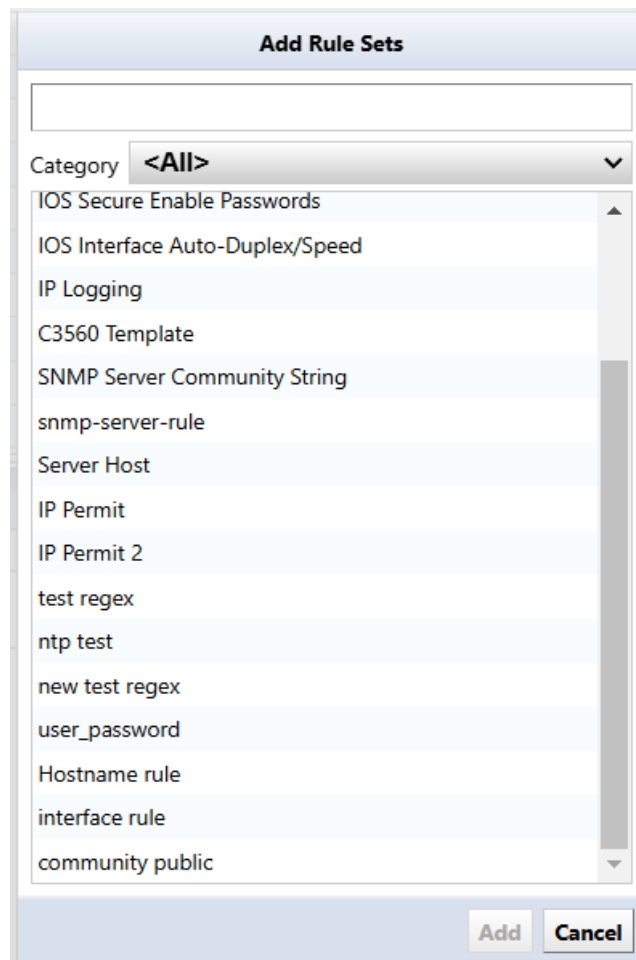 Add Rule Sets
Category <All>
IOS Secure Enable Passwords
IOS Interface Auto-Duplex/Speed
IP Logging
C3560 Template
SNMP Server Community String
snmp-server-rule
Server Host
IP Permit
IP Permit 2
test regex
ntp test
new test regex
user_password
Hostname rule
interface rule
community public
Add Cancel